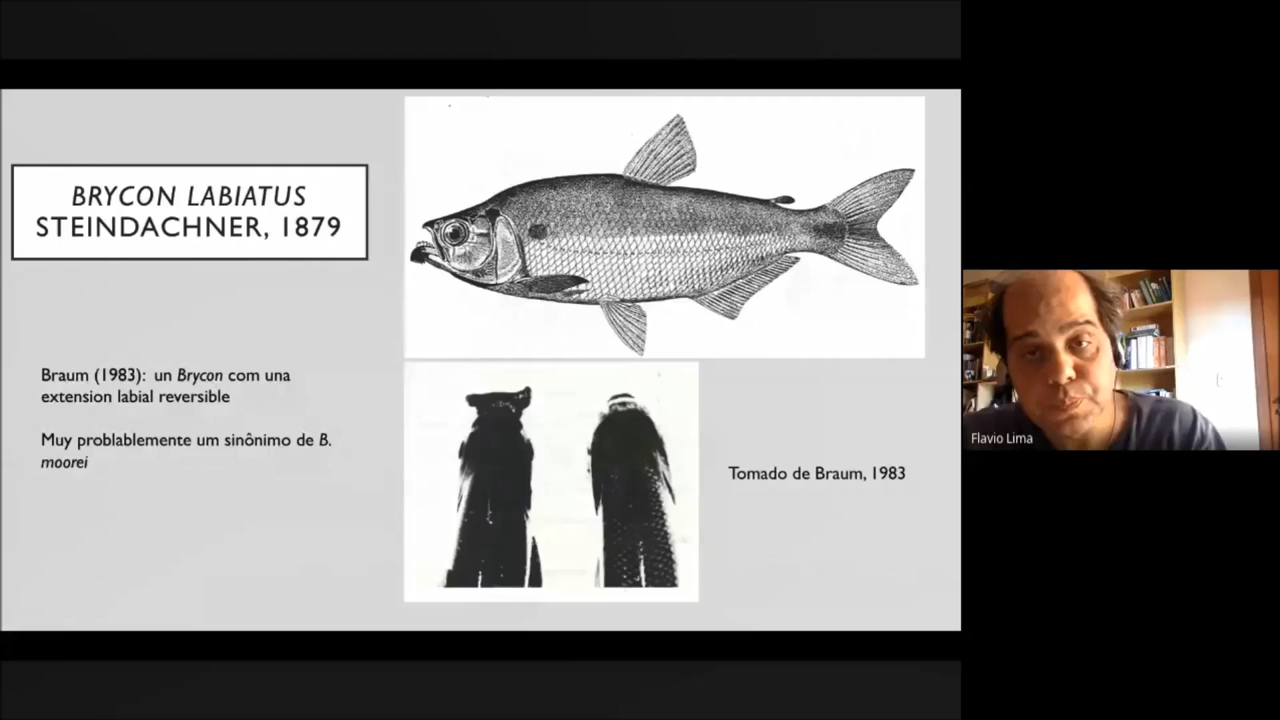 BRYCON LABIATUS
STEINDACHNER, 1879
Braum (1983): un Brycon com una
extension labial reversible
Muy problablemente um sinônimo de B.
moorei
Tomado de Braum, 1983
Flavio Lima